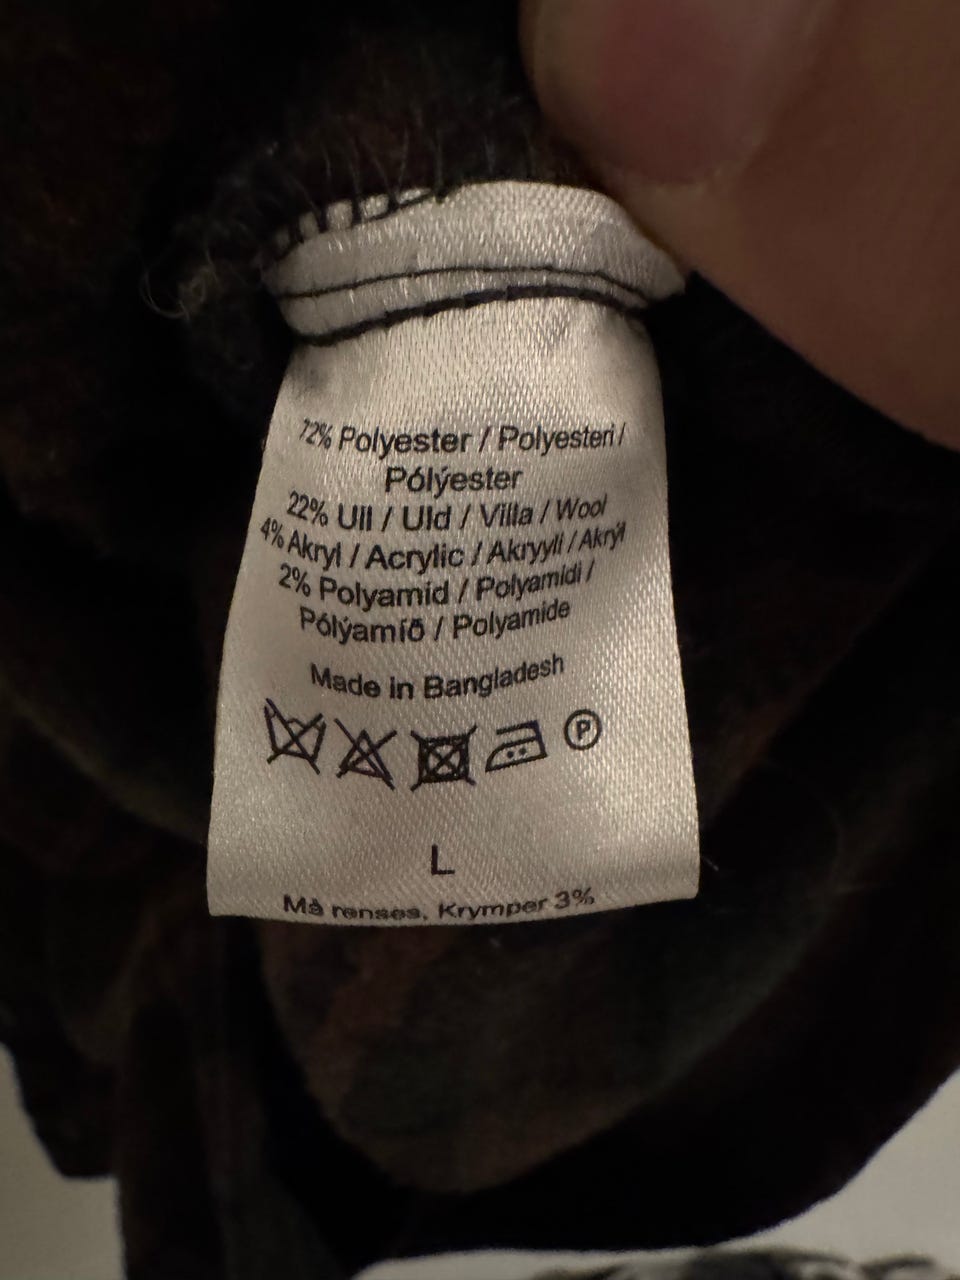 72% Polyester / Polyesteri /
Pólýester
22% Ull / Uld / Villa / Wool
4% Akryl / Acrylic / Akryyli / Akrýl
2% Polyamid / Polyamidi /
Pólýamíð / Polyamide
Made in Bangladesh
P
L
Må renses, Krymper 3%